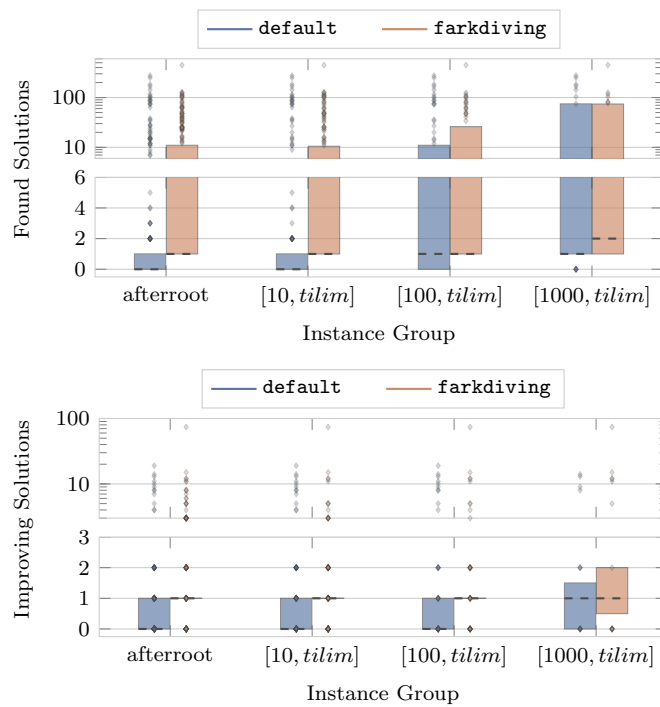 default farkdiving
Found Solutions
100
10
6
4
2
0
afterroot [10, tilim] [100, tilim] [1000, tilim]
Instance Group
default farkdiving
Improving Solutions
100
10
3
2
1
0
afterroot [10, tilim] [100, tilim] [1000, tilim]
Instance Group